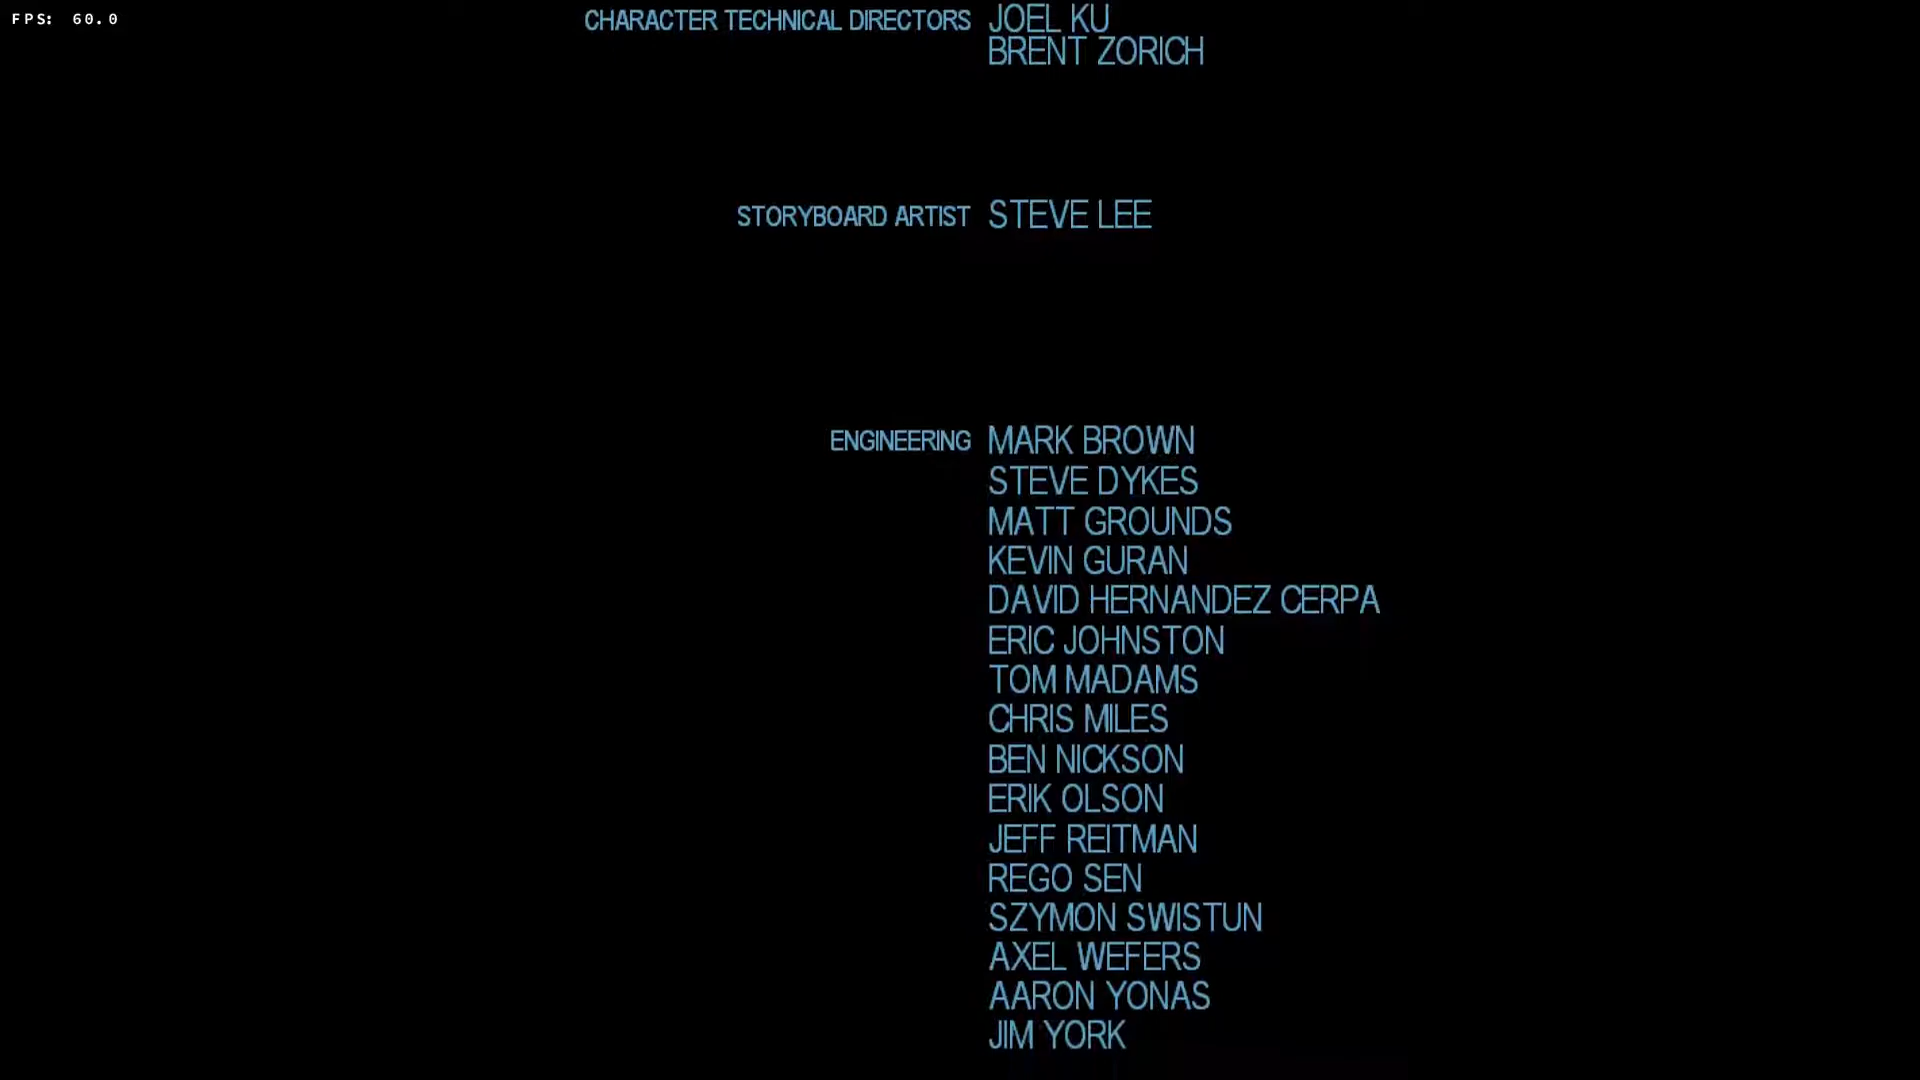 FPS: 60.0
CHARACTER TECHNICAL DIRECTORS JOEL KU
BRENT ZORICH
STORYBOARD ARTIST STEVE LEE
ENGINEERING MARK BROWN
STEVE DYKES
MATT GROUNDS
KEVIN GURAN
DAVID HERNANDEZ CERPA
ERIC JOHNSTON
TOM MADAMS
CHRIS MILES
BEN NICKSON
ERIK OLSON
JEFF REITMAN
REGO SEN
SZYMON SWISTUN
AXEL WEFERS
AARON YONAS
JIM YORK